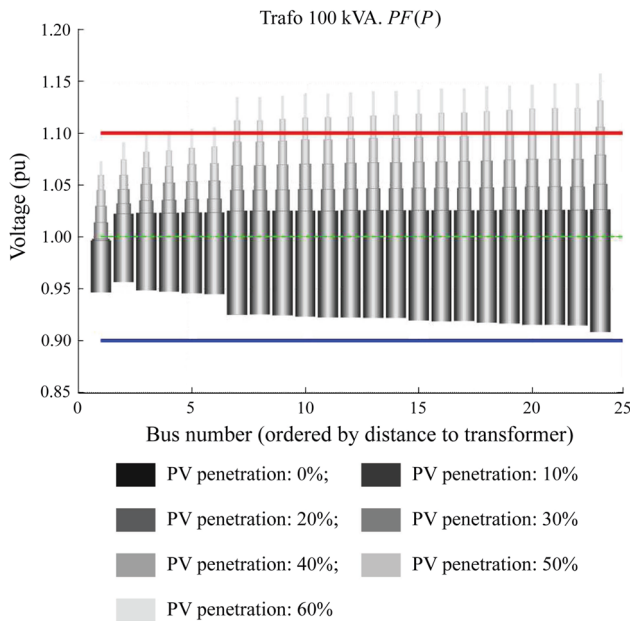 Trafo 100 kVA. PF(P)
1.20
1.15
1.10
1.05
1.00
0.95
0.90
0.85
Voltage (pu)
0 5 10 15 20 25
Bus number (ordered by distance to transformer)
PV penetration: 0%; PV penetration: 10%
PV penetration: 20%; PV penetration: 30%
PV penetration: 40%; PV penetration: 50%
PV penetration: 60%